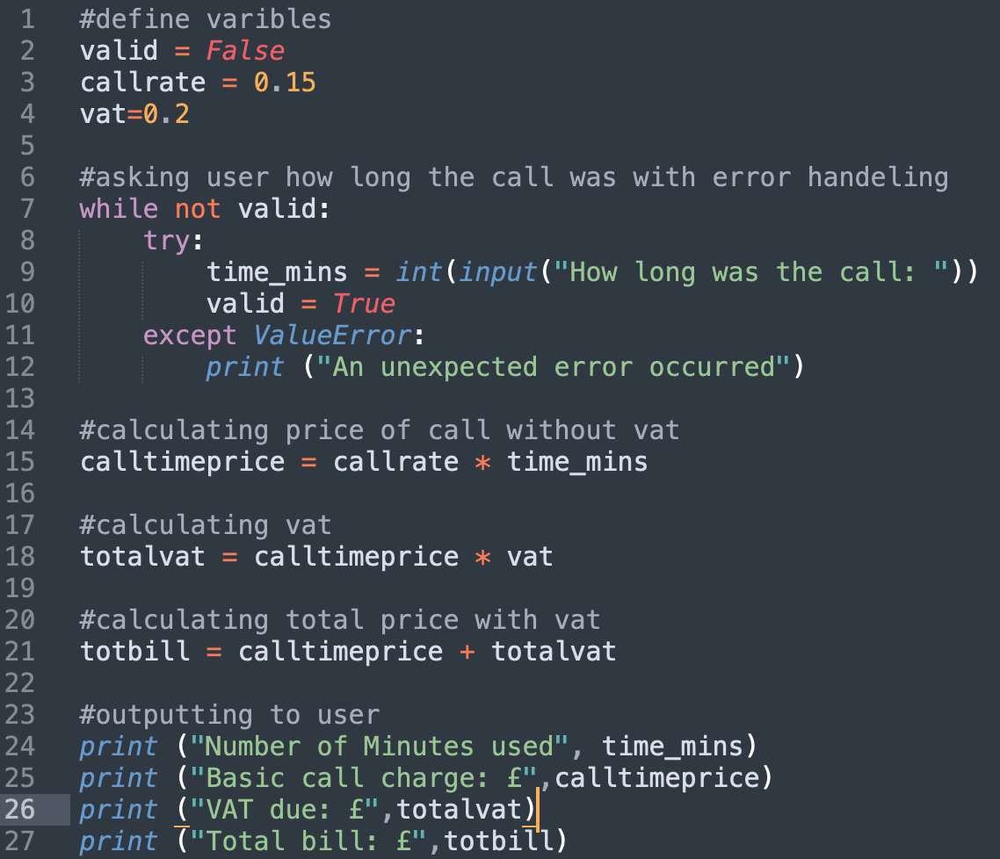 1 #define varibles
2 valid = False
3 callrate = 0.15
4 vat=0.2
5
6 #asking user how long the call was with error handeling
7 while not valid:
8     try:
9         time_mins = int(input("How long was the call: "))
10         valid = True
11     except ValueError:
12         print ("An unexpected error occurred")
13
14 #calculating price of call without vat
15 calltimeprice = callrate * time_mins
16
17 #calculating vat
18 totalvat = calltimeprice * vat
19
20 #calculating total price with vat
21 totbill = calltimeprice + totalvat
22
23 #outputting to user
24 print ("Number of Minutes used", time_mins)
25 print ("Basic call charge: £",calltimeprice)
26 print ("VAT due: £",totalvat)
27 print ("Total bill: £",totbill)